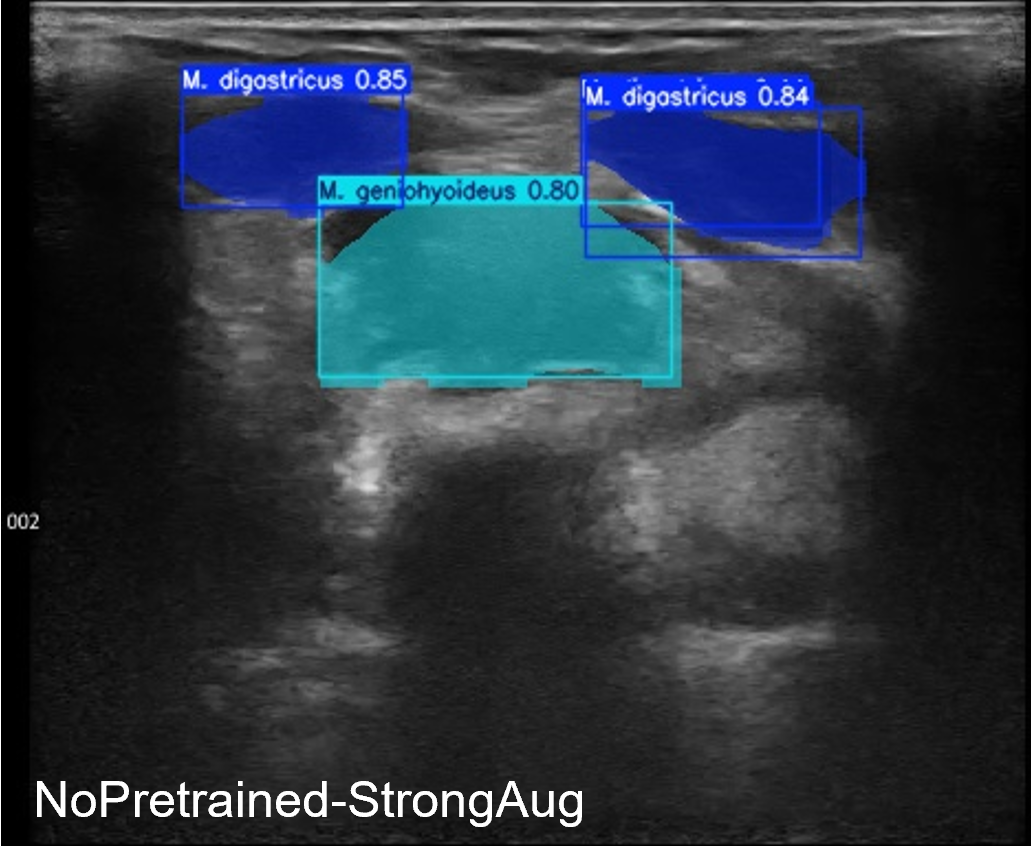 M. digastricus 0.85
M. digastricus 0.84
M. geniohyoideus 0.80
002
NoPretrained-StrongAug